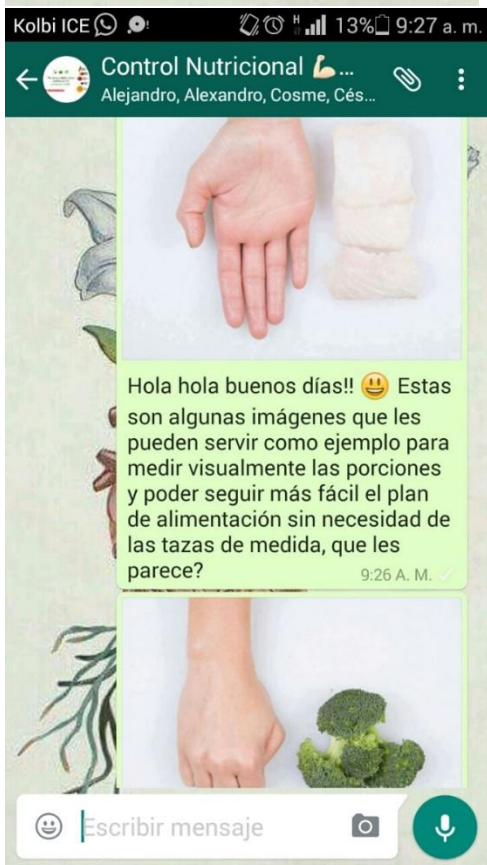 Kolbi ICE 13% 9:27 a. m.
Control Nutricional 💪🏻...
Alejandro, Alexandro, Cosme, Cés...
Hola hola buenos días!! 😃 Estas
son algunas imágenes que les
pueden servir como ejemplo para
medir visualmente las porciones
y poder seguir más fácil el plan
de alimentación sin necesidad de
las tazas de medida, que les
parece?
9:26 A. M.
Escribir mensaje